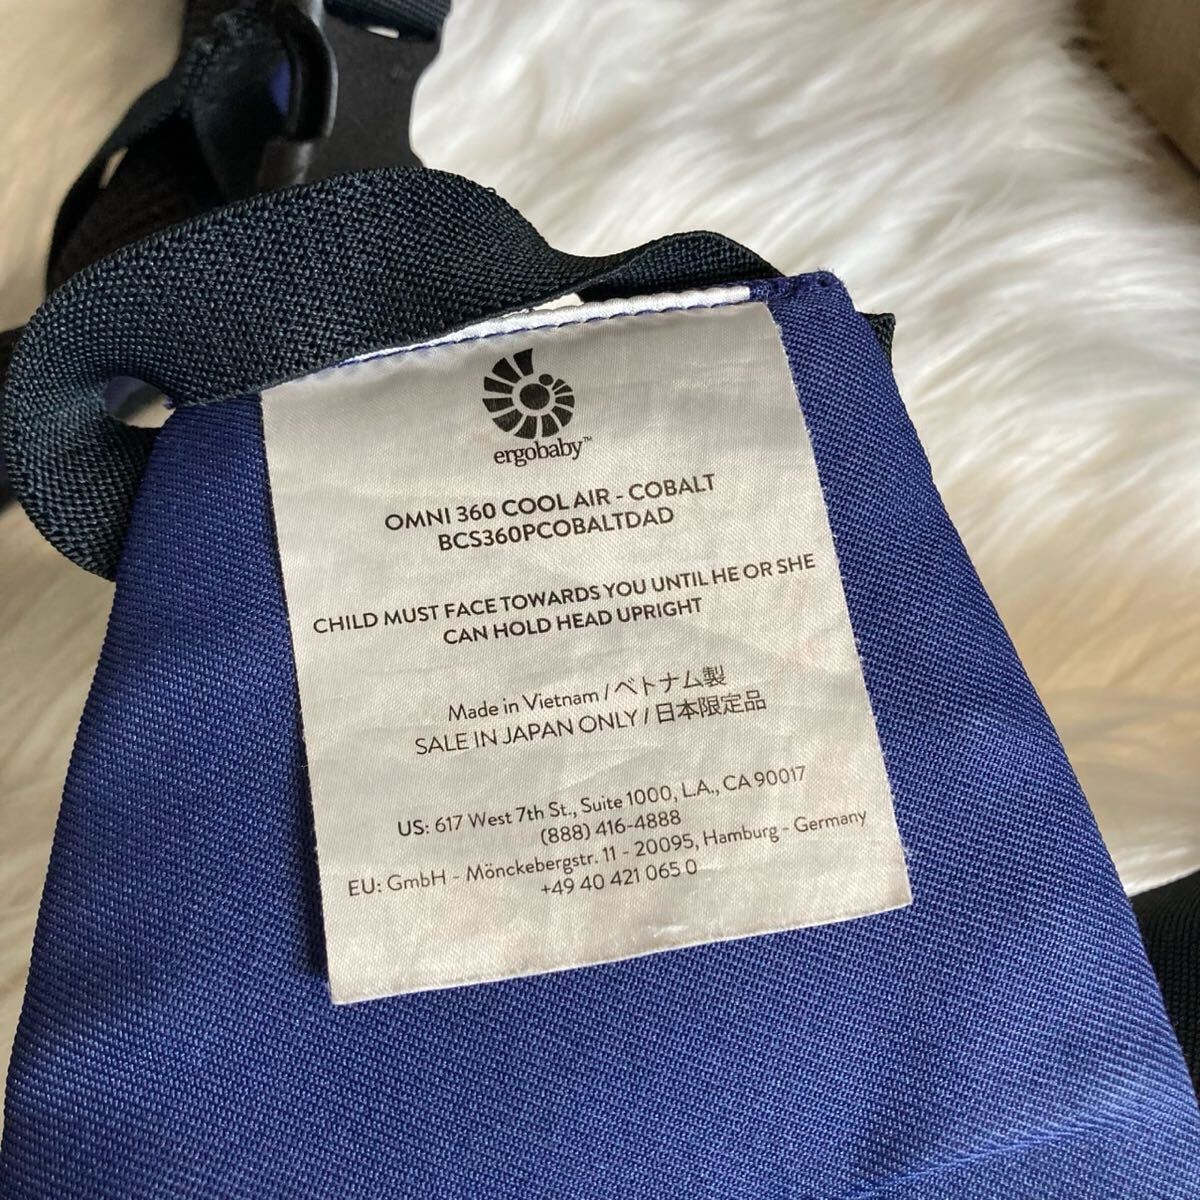 ergobaby™
OMNI 360 COOL AIR - COBALT
BCS360PCOBALTDAD
CHILD MUST FACE TOWARDS YOU UNTIL HE OR SHE
CAN HOLD HEAD UPRIGHT
Made in Vietnam / ベトナム製
SALE IN JAPAN ONLY / 日本限定品
US: 617 West 7th St., Suite 1000, L.A., CA 90017
(888) 416-4888
EU: GmbH - Mönckebergstr. 11 - 20095, Hamburg - Germany
+49 40 421 065 0